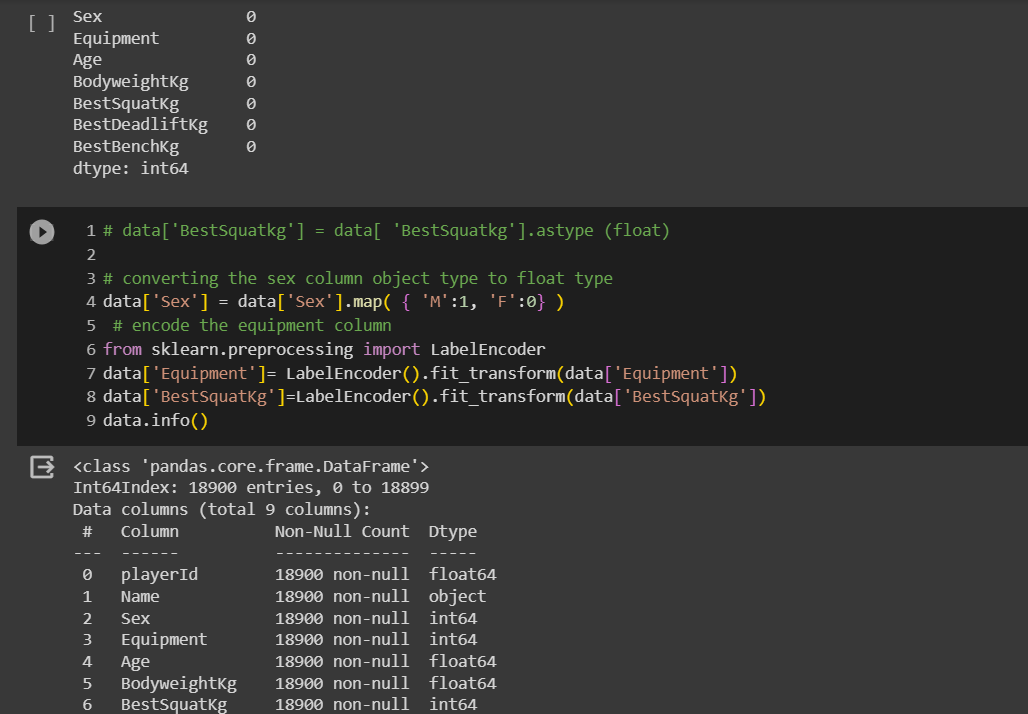 [ ]
Sex 0
Equipment 0
Age 0
BodyweightKg 0
BestSquatKg 0
BestDeadliftKg 0
BestBenchKg 0
dtype: int64
1 # data['BestSquatkg'] = data[ 'BestSquatkg'].astype (float)
2
3 # converting the sex column object type to float type
4 data['Sex'] = data['Sex'].map( { 'M':1, 'F':0} )
5  # encode the equipment column
6 from sklearn.preprocessing import LabelEncoder
7 data['Equipment']= LabelEncoder().fit_transform(data['Equipment'])
8 data['BestSquatKg']=LabelEncoder().fit_transform(data['BestSquatKg'])
9 data.info()
<class 'pandas.core.frame.DataFrame'>
Int64Index: 18900 entries, 0 to 18899
Data columns (total 9 columns):
# Column Non-Null Count Dtype
--- ------ -------------- -----
0 playerId 18900 non-null float64
1 Name 18900 non-null object
2 Sex 18900 non-null int64
3 Equipment 18900 non-null int64
4 Age 18900 non-null float64
5 BodyweightKg 18900 non-null float64
6 BestSquatKg 18900 non-null int64